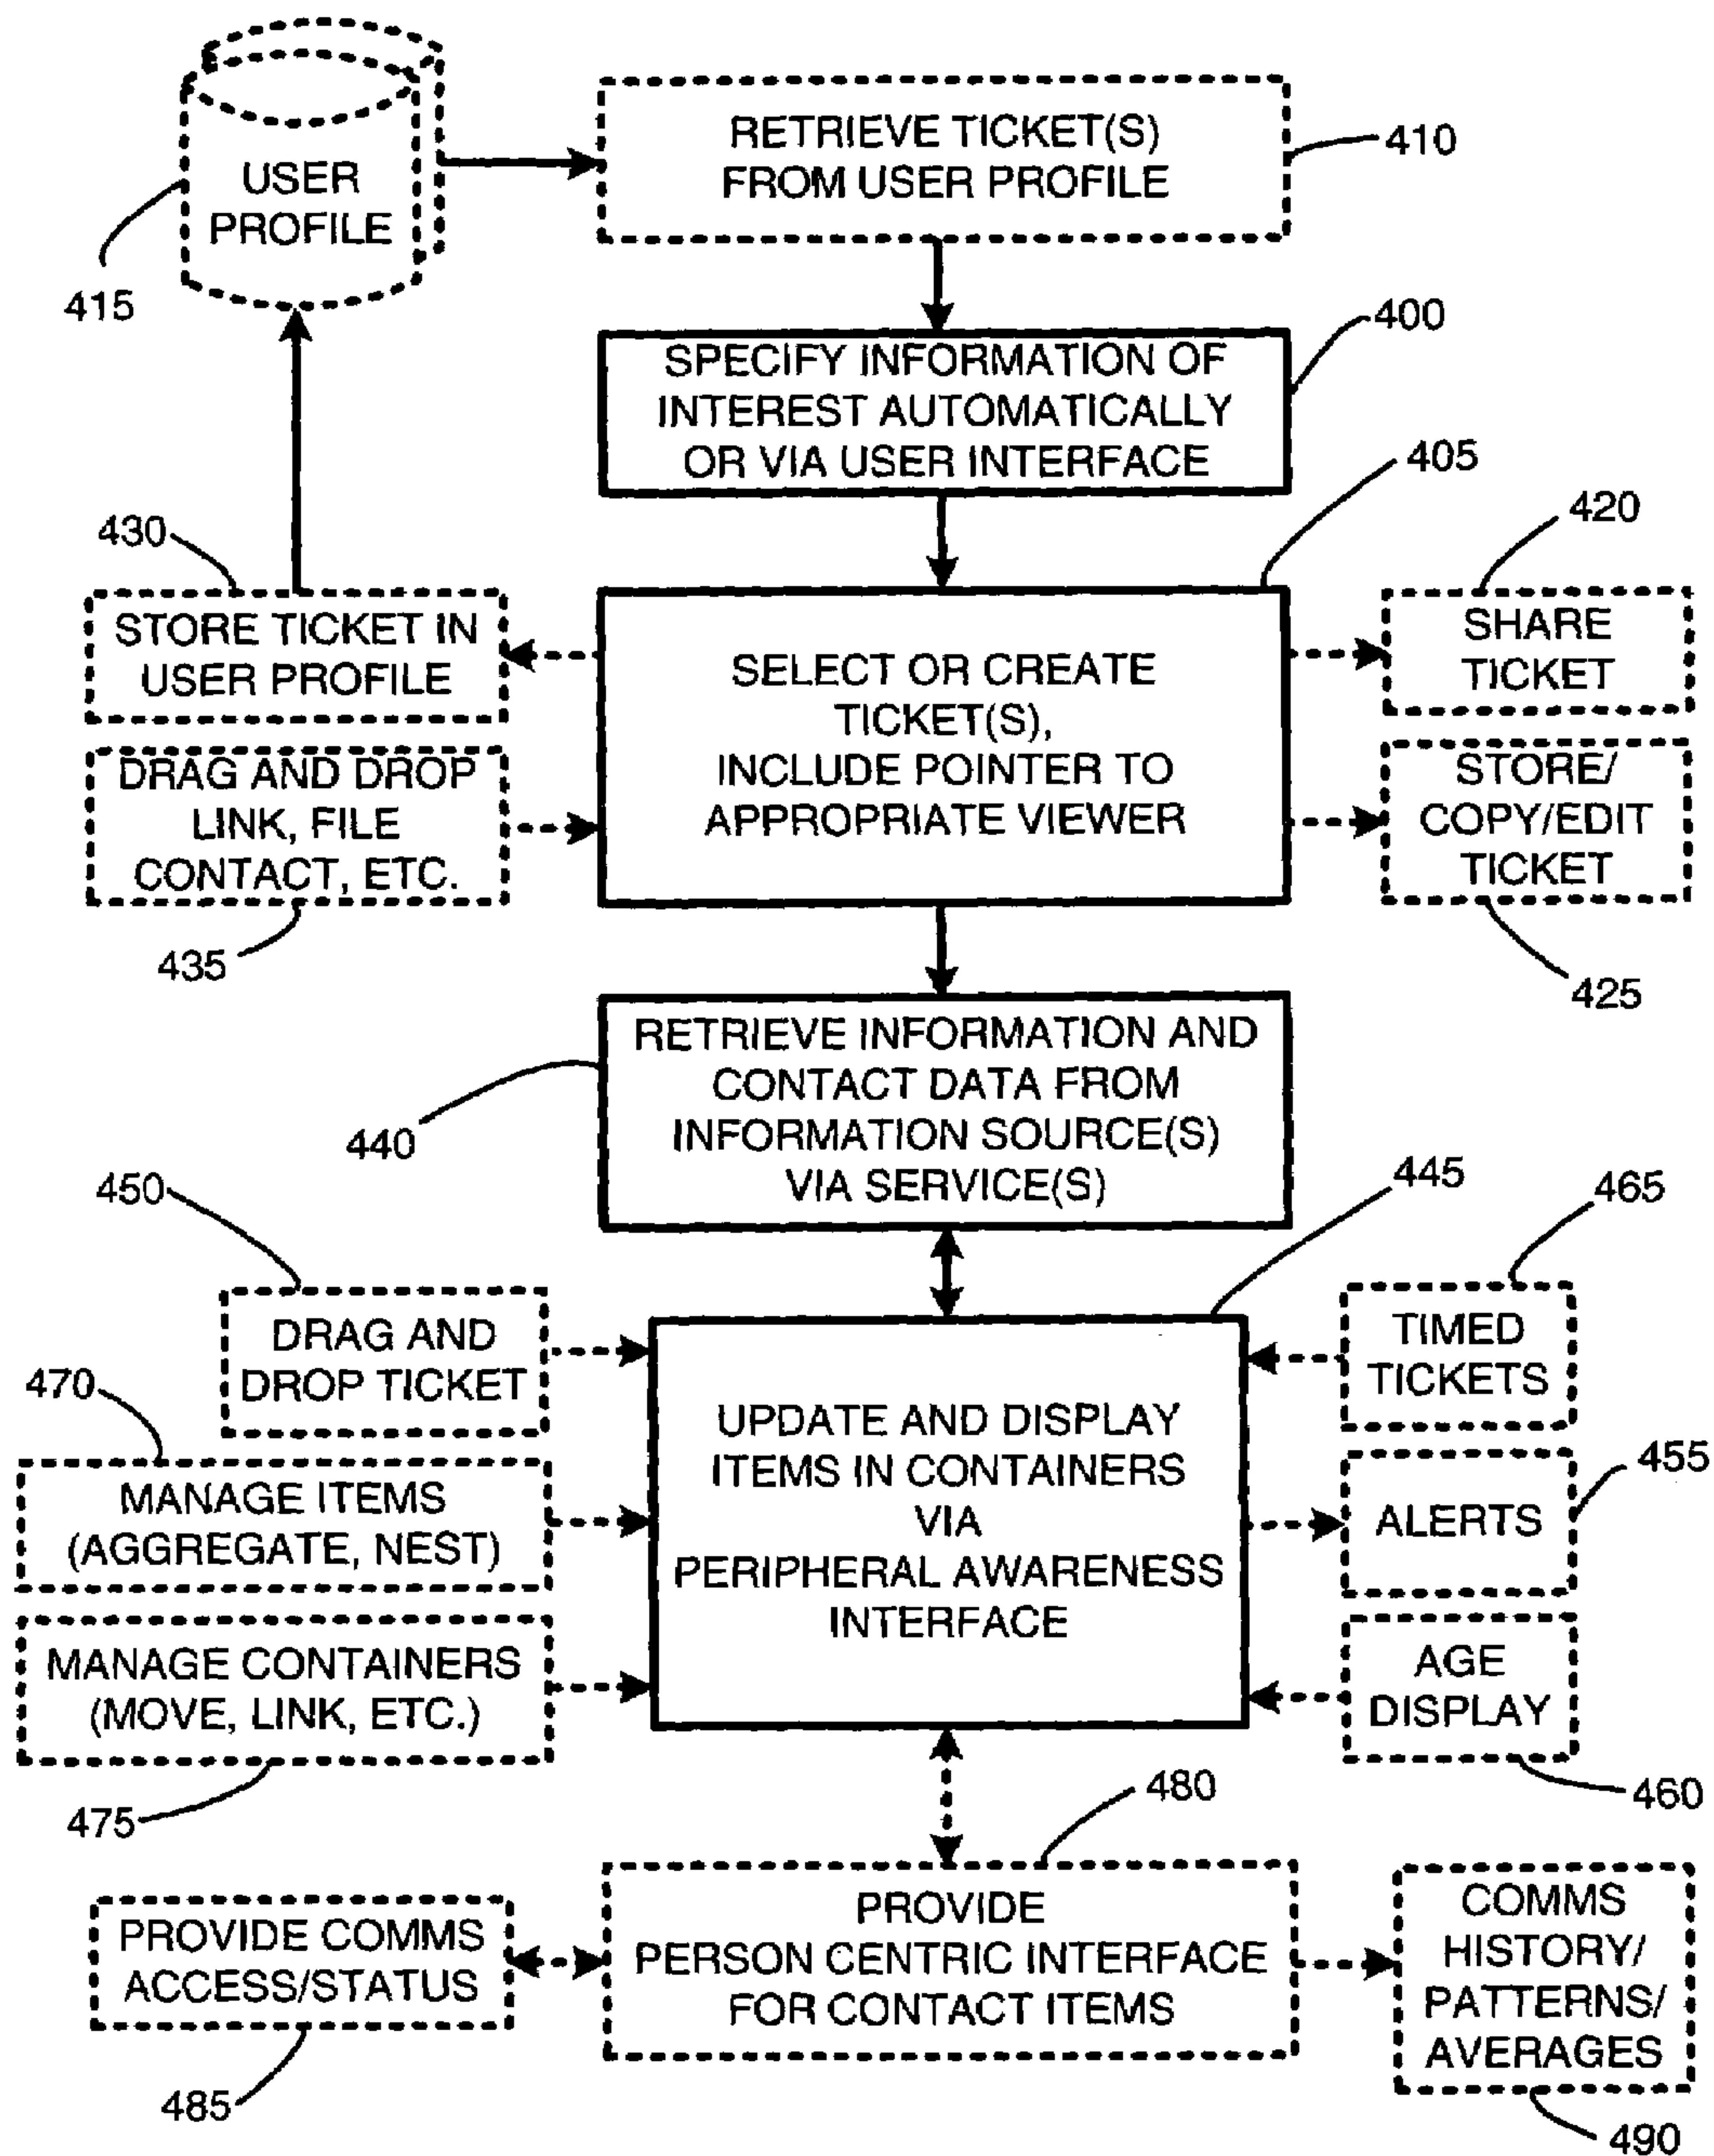 USER
PROFILE
415
RETRIEVE TICKET(S)
FROM USER PROFILE
410
SPECIFY INFORMATION OF
INTEREST AUTOMATICALLY
OR VIA USER INTERFACE
400
405
430
STORE TICKET IN
USER PROFILE
DRAG AND DROP
LINK, FILE
CONTACT, ETC.
435
SELECT OR CREATE
TICKET(S),
INCLUDE POINTER TO
APPROPRIATE VIEWER
420
SHARE
TICKET
STORE/
COPY/EDIT
TICKET
425
RETRIEVE INFORMATION AND
CONTACT DATA FROM
INFORMATION SOURCE(S)
VIA SERVICE(S)
440
445
450
DRAG AND
DROP TICKET
470
MANAGE ITEMS
(AGGREGATE, NEST)
MANAGE CONTAINERS
(MOVE, LINK, ETC.)
475
445
UPDATE AND DISPLAY
ITEMS IN CONTAINERS
VIA
PERIPHERAL AWARENESS
INTERFACE
465
TIMED
TICKETS
455
ALERTS
AGE
DISPLAY
460
480
PROVIDE COMMS
ACCESS/STATUS
485
PROVIDE
PERSON CENTRIC INTERFACE
FOR CONTACT ITEMS
COMMS
HISTORY/
PATTERNS/
AVERAGES
490